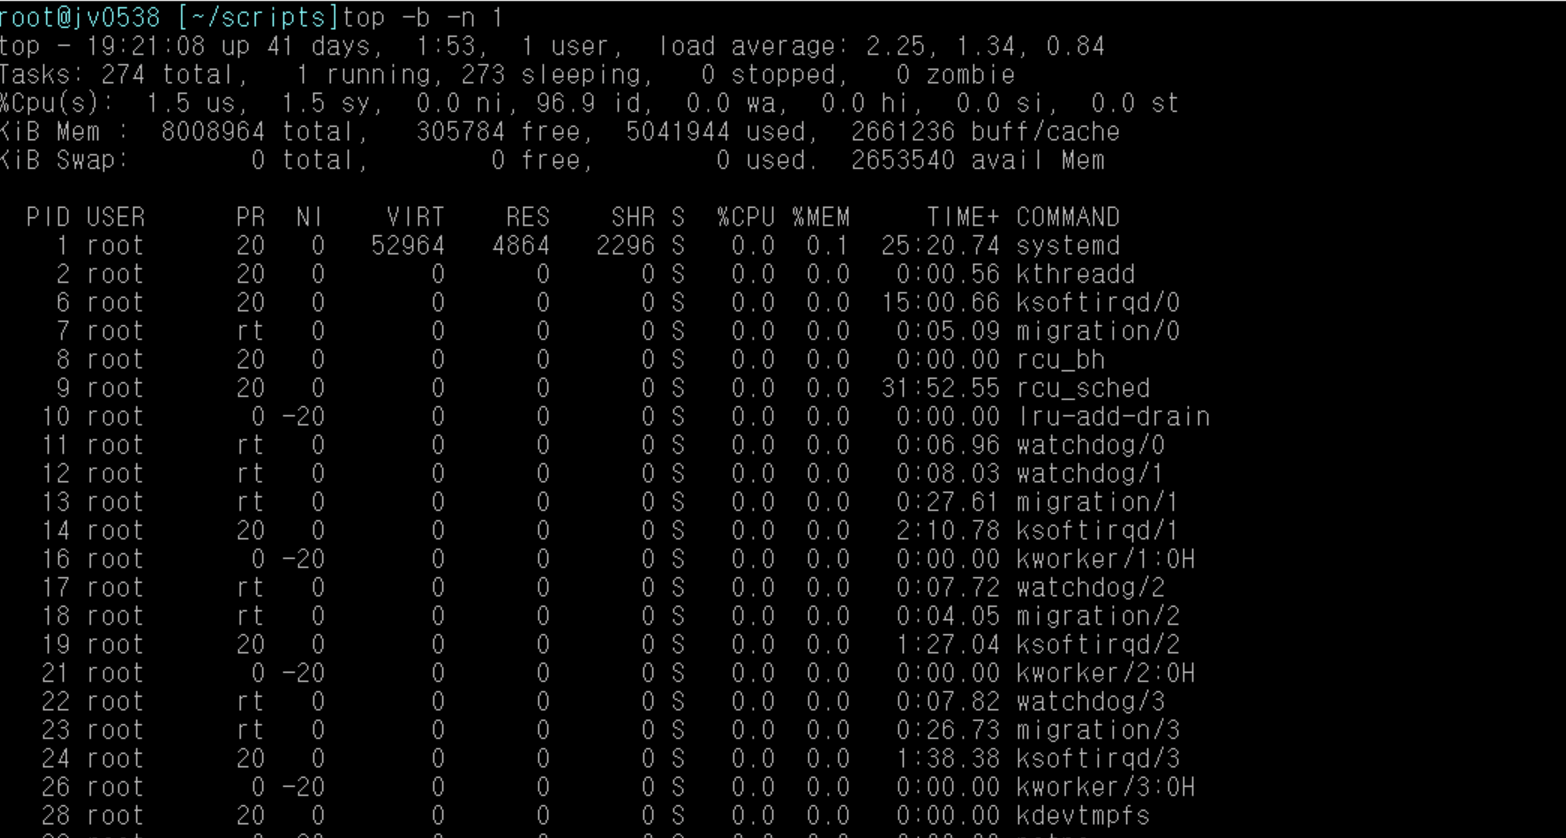 root@jv0538 [~/scripts]top -b -n 1
top - 19:21:08 up 41 days,  1:53,  1 user,  load average: 2.25, 1.34, 0.84
Tasks: 274 total,   1 running, 273 sleeping,   0 stopped,   0 zombie
%Cpu(s):  1.5 us,  1.5 sy,  0.0 ni, 96.9 id,  0.0 wa,  0.0 hi,  0.0 si,  0.0 st
KiB Mem :  8008964 total,   305784 free,  5041944 used,  2661236 buff/cache
KiB Swap:        0 total,        0 free,        0 used.  2653540 avail Mem
PID USER      PR  NI    VIRT    RES    SHR S  %CPU %MEM     TIME+ COMMAND
1 root      20   0   52964   4864   2296 S   0.0  0.1  25:20.74 systemd
2 root      20   0       0      0      0 S   0.0  0.0   0:00.56 kthreadd
6 root      20   0       0      0      0 S   0.0  0.0  15:00.66 ksoftirqd/0
7 root      rt   0       0      0      0 S   0.0  0.0   0:05.09 migration/0
8 root      20   0       0      0      0 S   0.0  0.0   0:00.00 rcu_bh
9 root      20   0       0      0      0 S   0.0  0.0  31:52.55 rcu_sched
10 root       0 -20       0      0      0 S   0.0  0.0   0:00.00 lru-add-drain
11 root      rt   0       0      0      0 S   0.0  0.0   0:06.96 watchdog/0
12 root      rt   0       0      0      0 S   0.0  0.0   0:08.03 watchdog/1
13 root      rt   0       0      0      0 S   0.0  0.0   0:27.61 migration/1
14 root      20   0       0      0      0 S   0.0  0.0   2:10.78 ksoftirqd/1
16 root       0 -20       0      0      0 S   0.0  0.0   0:00.00 kworker/1:0H
17 root      rt   0       0      0      0 S   0.0  0.0   0:07.72 watchdog/2
18 root      rt   0       0      0      0 S   0.0  0.0   0:04.05 migration/2
19 root      20   0       0      0      0 S   0.0  0.0   1:27.04 ksoftirqd/2
21 root       0 -20       0      0      0 S   0.0  0.0   0:00.00 kworker/2:0H
22 root      rt   0       0      0      0 S   0.0  0.0   0:07.82 watchdog/3
23 root      rt   0       0      0      0 S   0.0  0.0   0:26.73 migration/3
24 root      20   0       0      0      0 S   0.0  0.0   1:38.38 ksoftirqd/3
26 root       0 -20       0      0      0 S   0.0  0.0   0:00.00 kworker/3:0H
28 root      20   0       0      0      0 S   0.0  0.0   0:00.00 kdevtmpfs